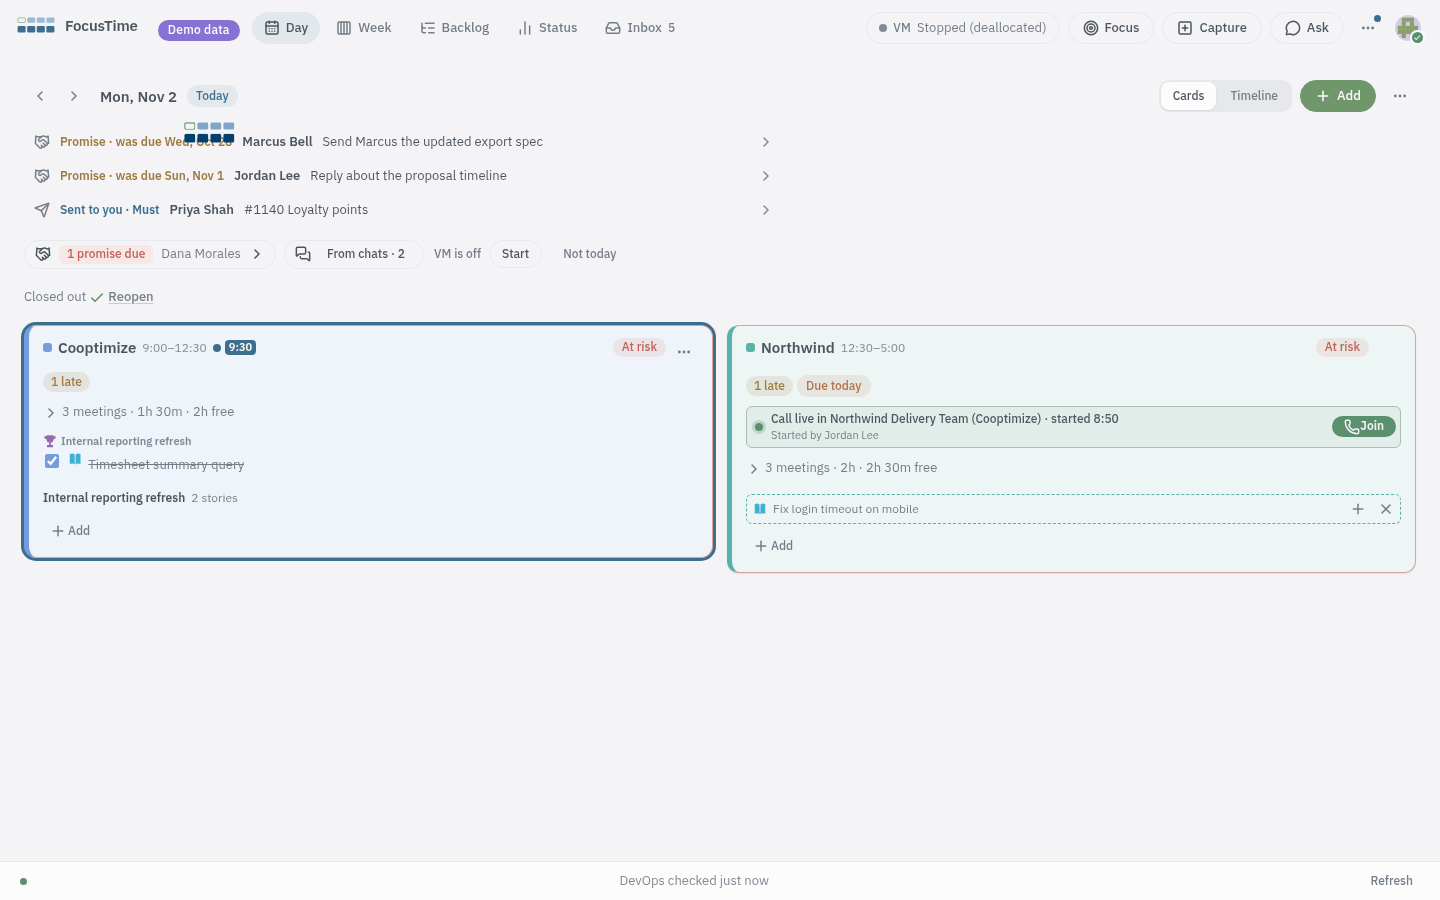 FocusTime
Demo data
Day
Week
Backlog
Status
Inbox 5
VM Stopped (deallocated)
Focus
Capture
Ask
Mon, Nov 2
Today
Cards
Timeline
Add
Promise · was due Wed, Marcus Bell Send Marcus the updated export spec
Promise · was due Sun, Nov 1 Jordan Lee Reply about the proposal timeline
Sent to you · Must Priya Shah #1140 Loyalty points
1 promise due Dana Morales
From chats · 2
VM is off
Start
Not today
Closed out Reopen
Cooptimize 9:00–12:30 9:30
At risk
1 late
3 meetings · 1h 30m · 2h free
Internal reporting refresh
Timesheet summary query
Internal reporting refresh 2 stories
Add
Northwind 12:30–5:00
At risk
1 late
Due today
Call live in Northwind Delivery Team (Cooptimize) · started 8:50
Started by Jordan Lee
Join
3 meetings · 2h · 2h 30m free
Fix login timeout on mobile
Add
DevOps checked just now
Refresh